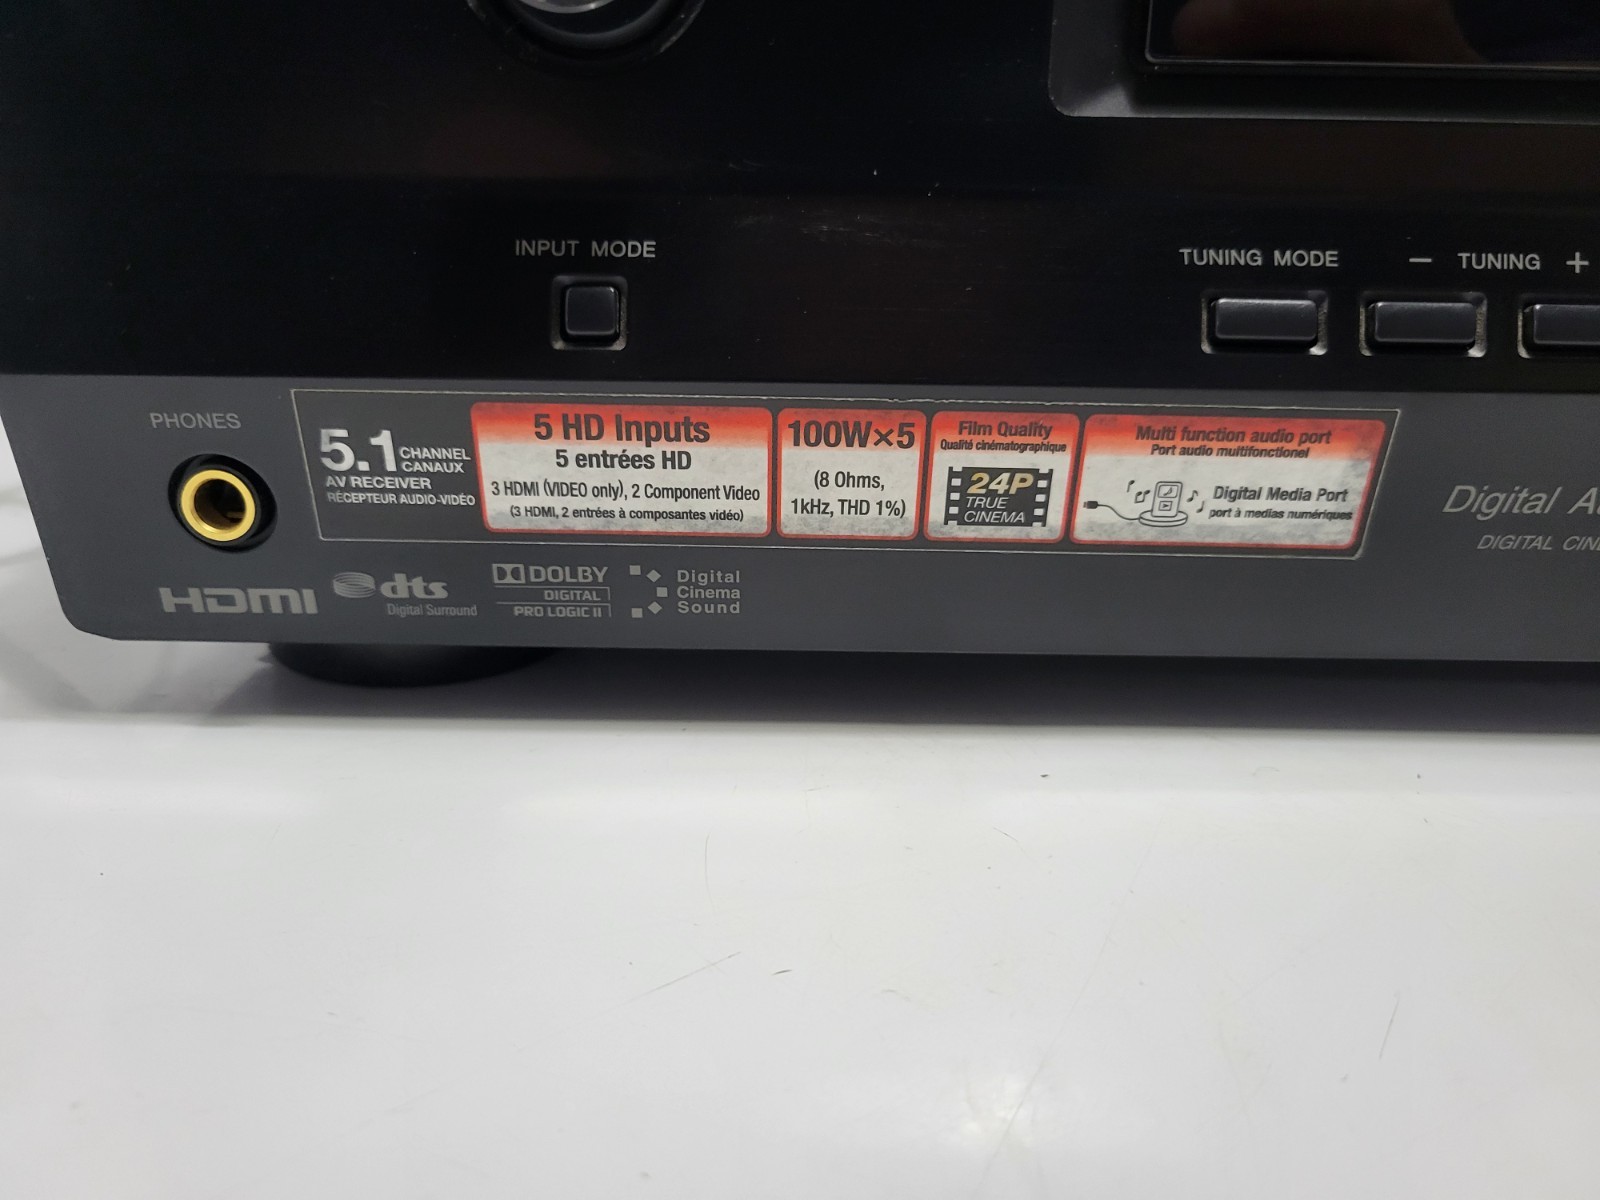 INPUT MODE
TUNING MODE
− TUNING +
PHONES
5.1 CHANNEL
CANAUX
AV RECEIVER
RÉCEPTEUR AUDIO-VIDÉO
5 HD Inputs
5 entrées HD
3 HDMI (VIDEO only), 2 Component Video
(3 HDMI, 2 entrées à composantes vidéo)
100W×5
(8 Ohms,
1kHz, THD 1%)
Film Quality
Qualité cinématographique
24P
TRUE
CINEMA
Multi function audio port
Port audio multifonctionel
Digital Media Port
port à medias numériques
Digital
DIGITAL
HDMI
dts
Digital Surround
DOLBY
DIGITAL
PRO LOGIC II
Digital
Cinema
Sound